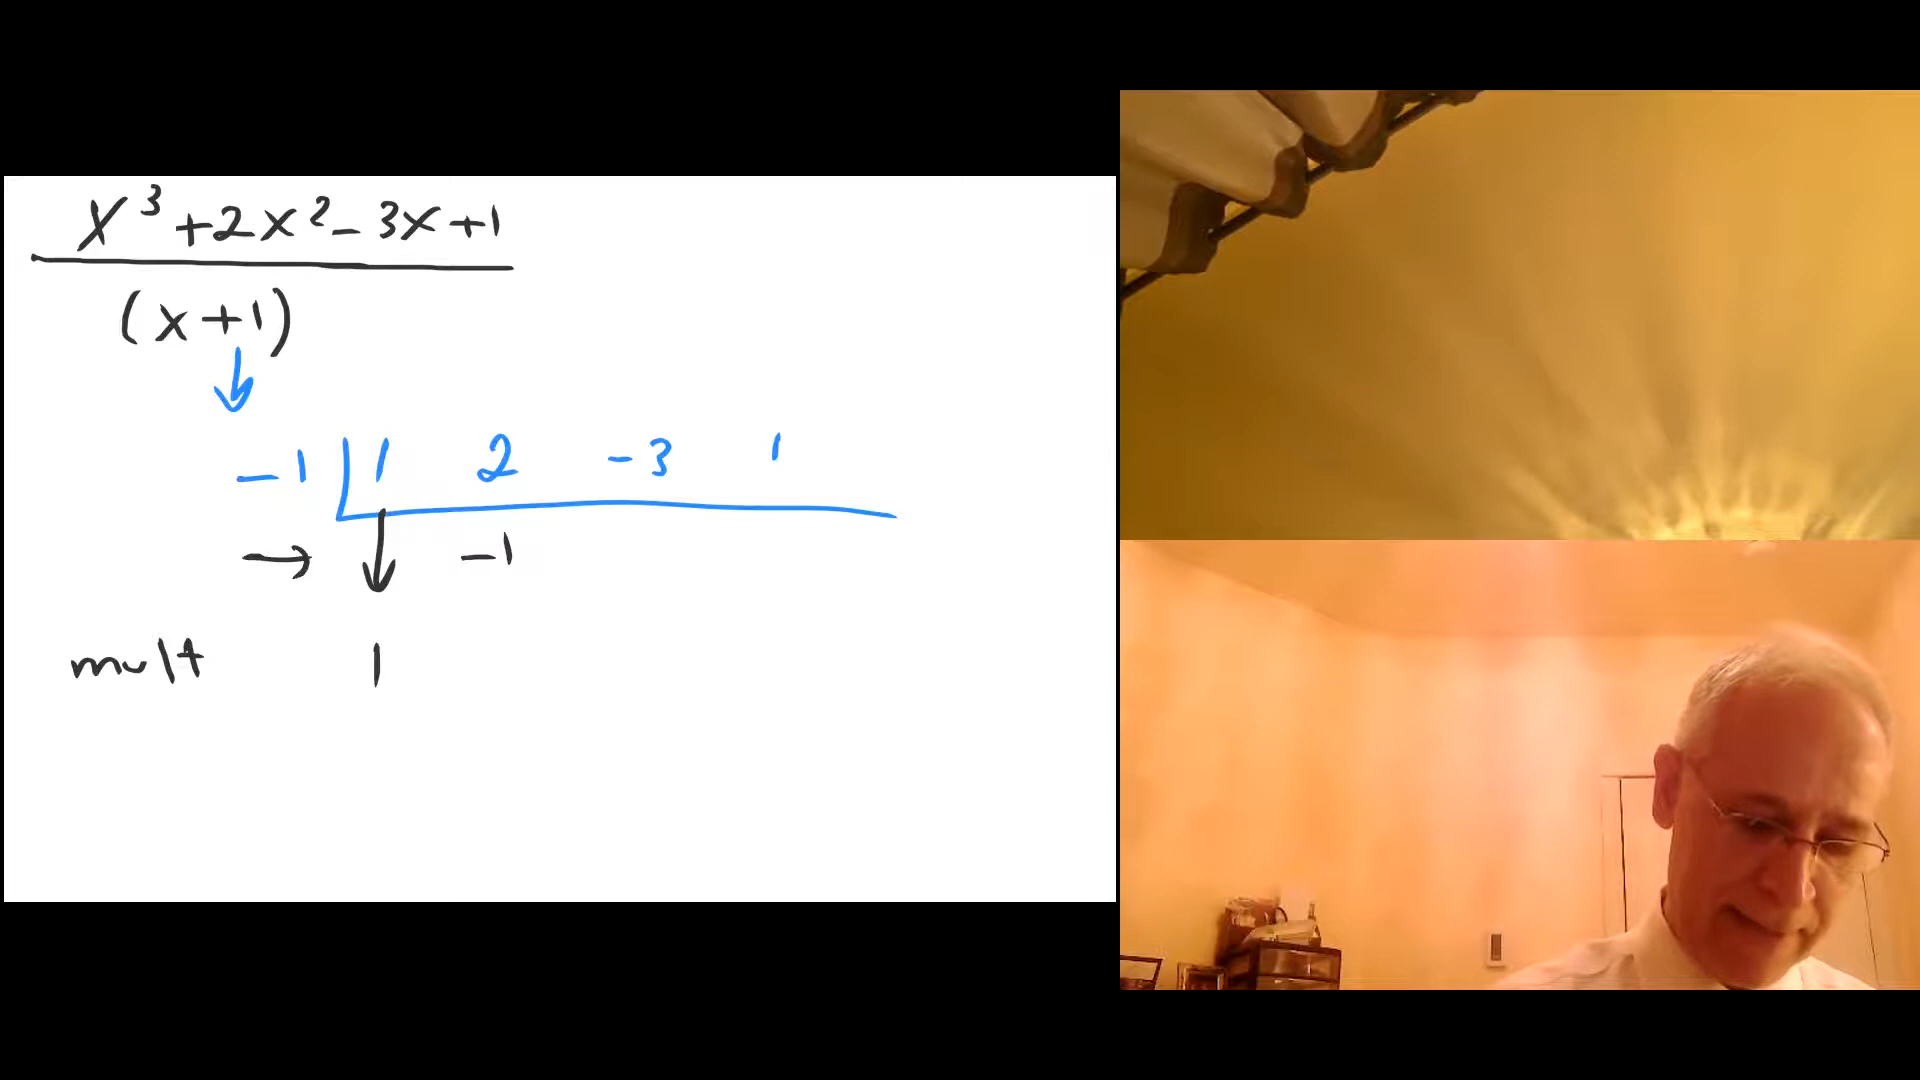 x³+2x²-3x+1
(x+1)
-1 1 2 -3 1
→ ↓ -1
mult 1